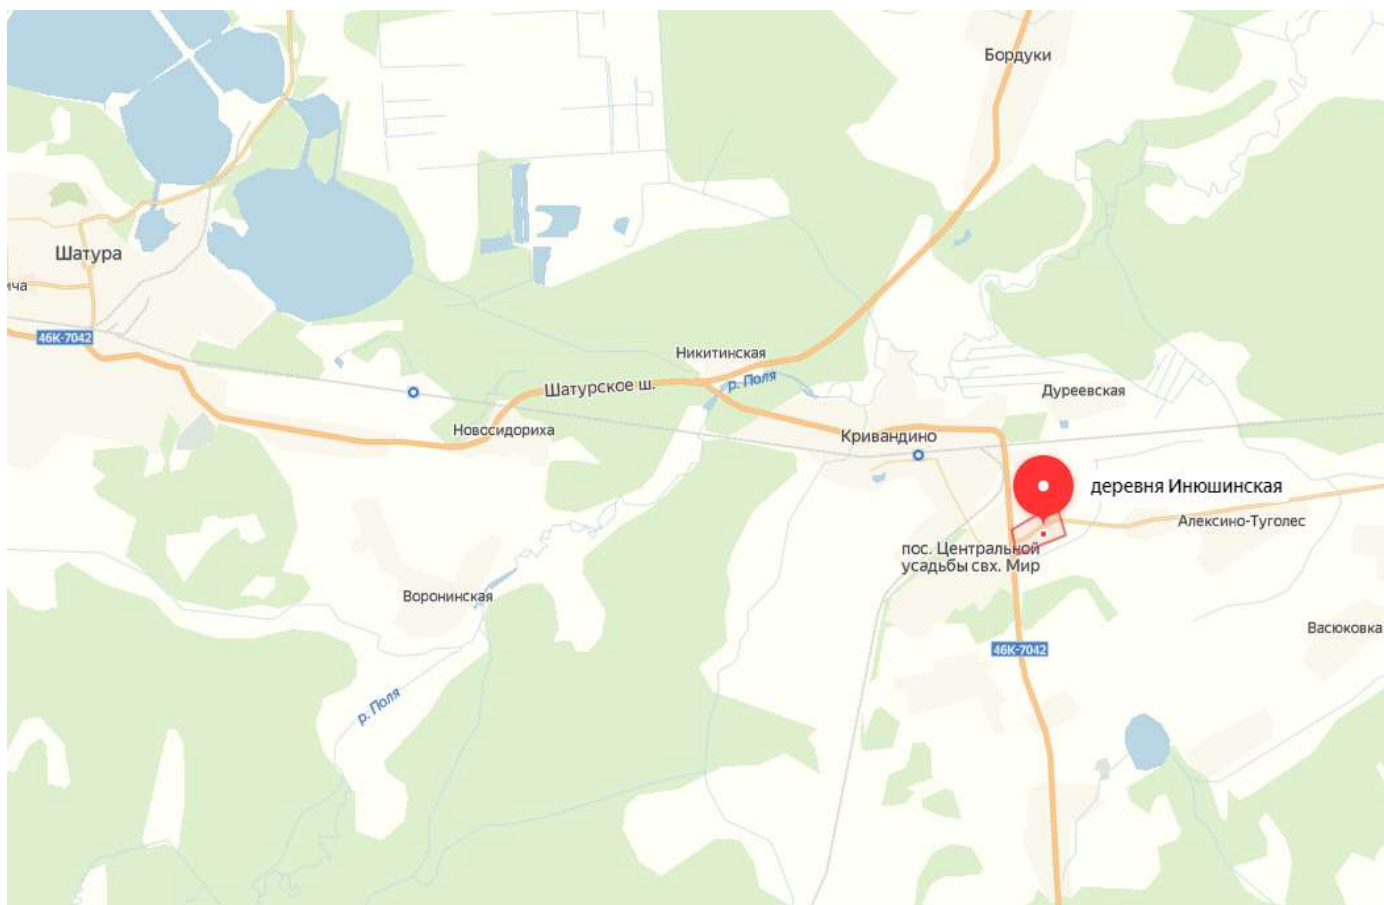 Бордуки
Шатура
ича
46К-7042
Никитинская
Шатурское ш.
р. Поля
Дуреевская
Новосидориха
Кривандино
деревня Инюшинская
Алексино-Туголес
пос. Центральной
усадьбы свх. Мир
Воронинская
Васюковка
46К-7042
р. Поля